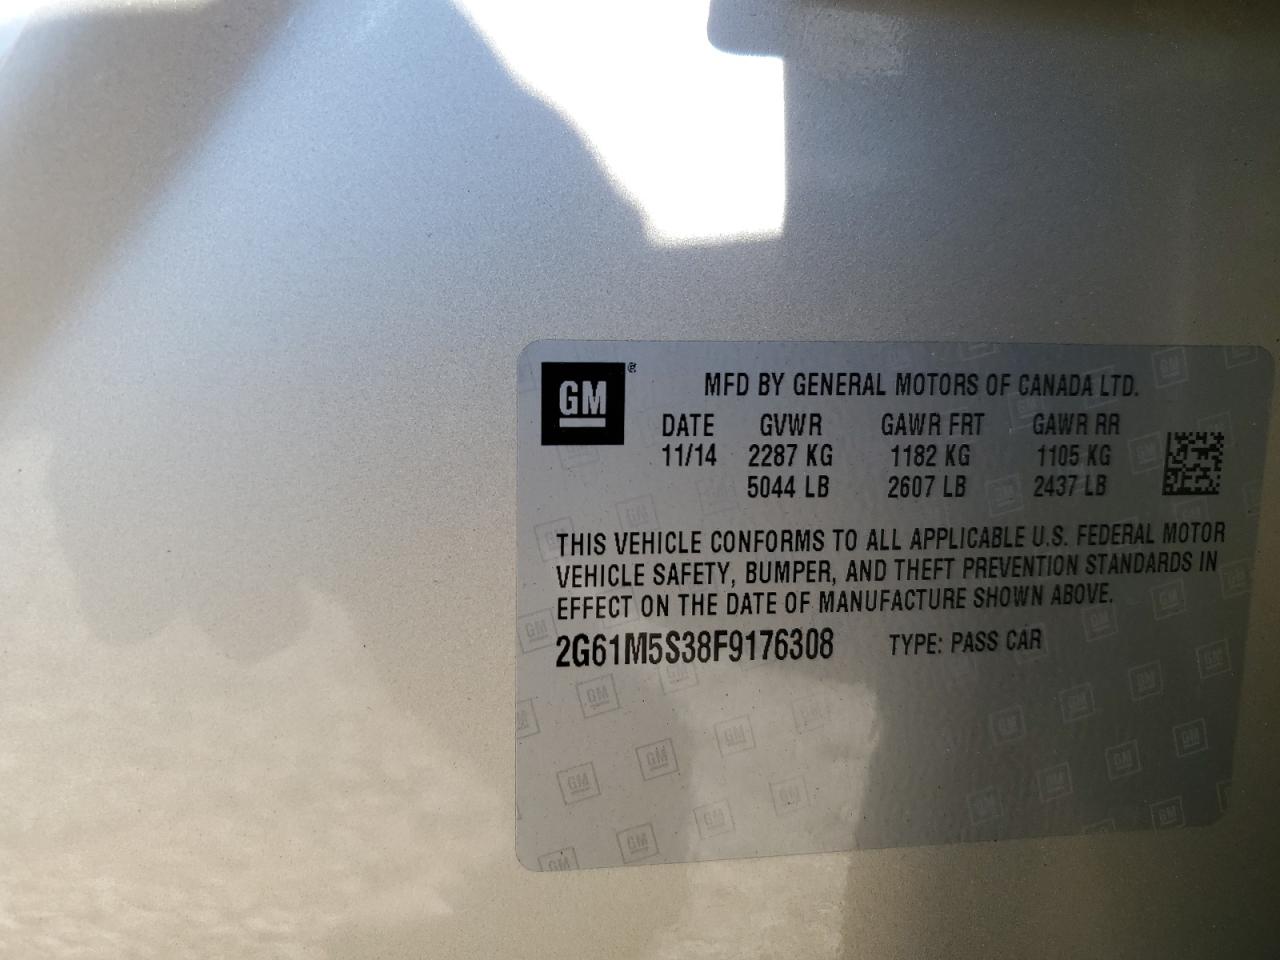 GM®
MFD BY GENERAL MOTORS OF CANADA LTD.
DATE GVWR GAWR FRT GAWR RR
11/14 2287 KG 1182 KG 1105 KG
5044 LB 2607 LB 2437 LB
THIS VEHICLE CONFORMS TO ALL APPLICABLE U.S. FEDERAL MOTOR
VEHICLE SAFETY, BUMPER, AND THEFT PREVENTION STANDARDS IN
EFFECT ON THE DATE OF MANUFACTURE SHOWN ABOVE.
2G61M5S38F9176308 TYPE: PASS CAR